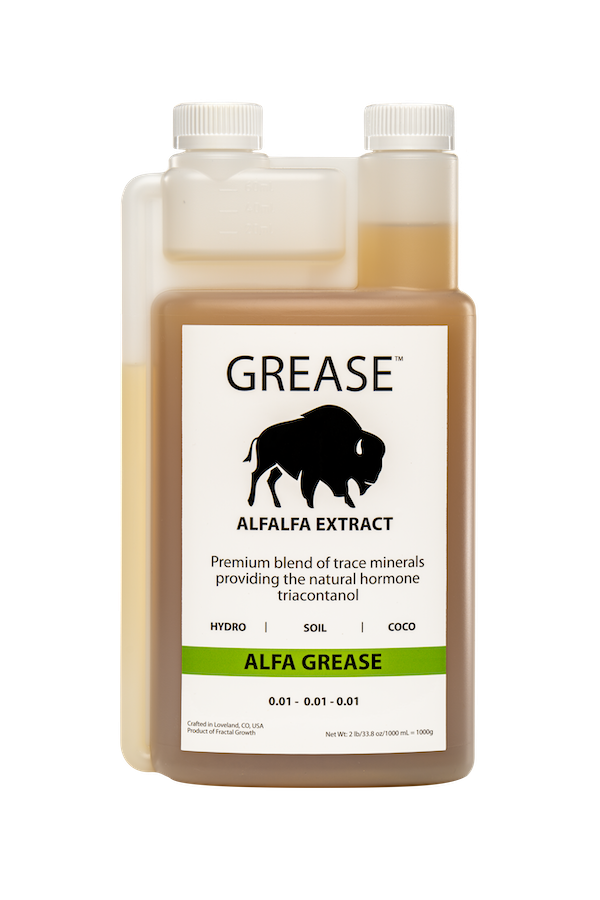 GREASE™
ALFALFA EXTRACT
Premium blend of trace minerals
providing the natural hormone
triacontanol
HYDRO | SOIL | COCO
ALFA GREASE
0.01 - 0.01 - 0.01
Crafted in Loveland, CO, USA
Product of Fractal Growth
Net Wt: 2 lb/33.8 oz/1000 mL = 1000g